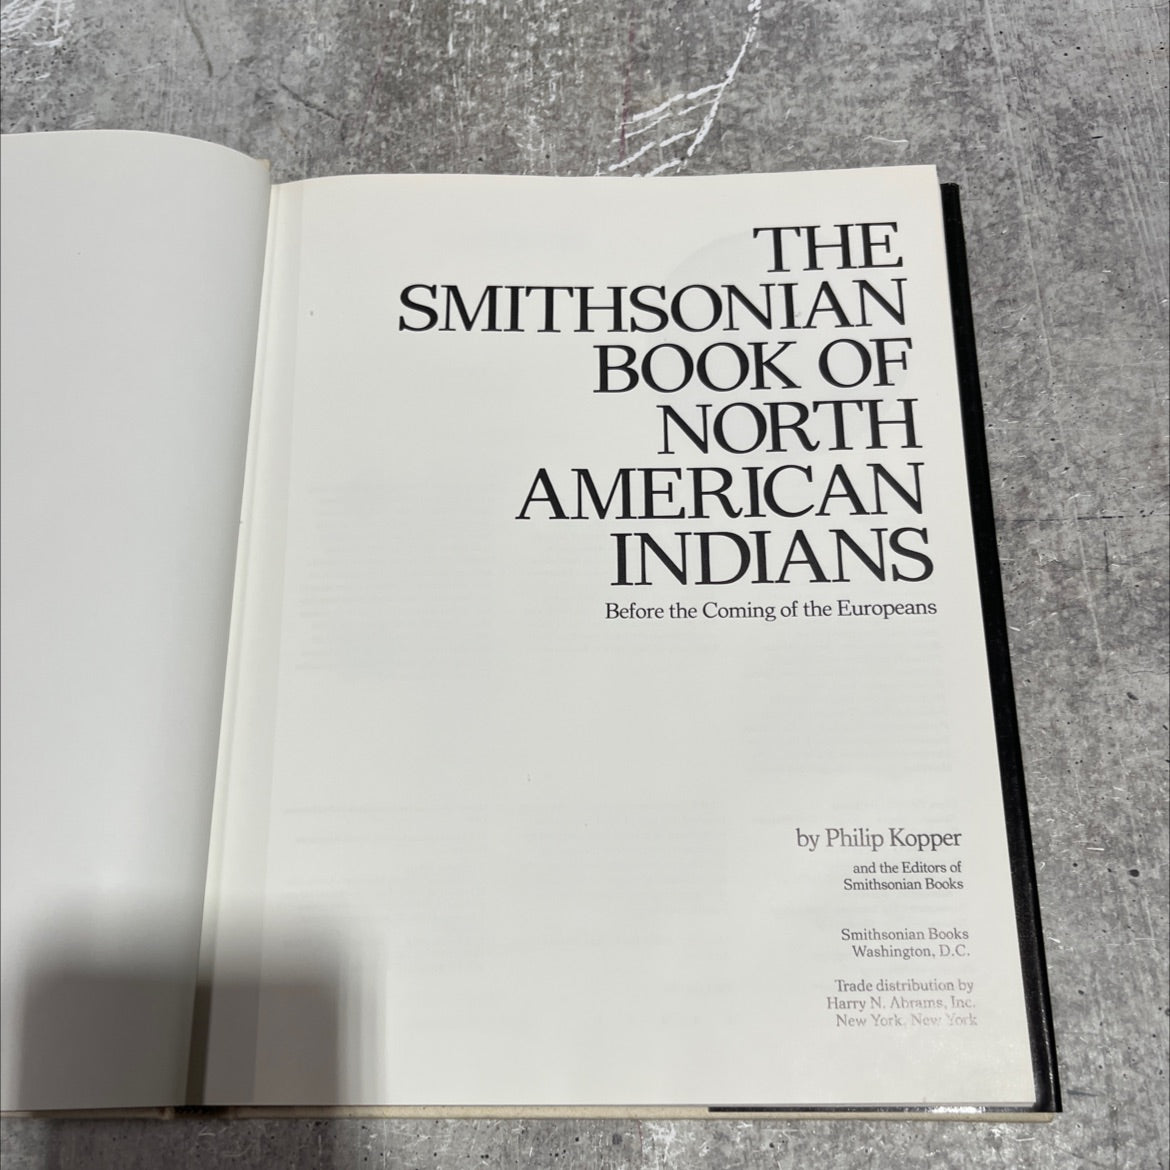 THE
SMITHSONIAN
BOOK OF
NORTH
AMERICAN
INDIANS
Before the Coming of the Europeans
by Philip Kopper
and the Editors of
Smithsonian Books
Smithsonian Books
Washington, D.C.
Trade distribution by
Harry N. Abrams, Inc.
New York, New York